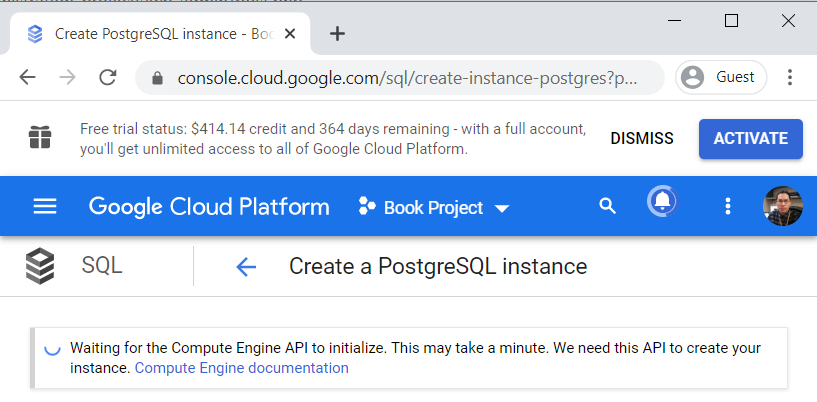 Create PostgreSQL instance - Boo
console.cloud.google.com/sql/create-instance-postgres?p...
Guest
Free trial status: $414.14 credit and 364 days remaining - with a full account,
you'll get unlimited access to all of Google Cloud Platform.
DISMISS
ACTIVATE
Google Cloud Platform
Book Project
SQL
Create a PostgreSQL instance
Waiting for the Compute Engine API to initialize. This may take a minute. We need this API to create your
instance. Compute Engine documentation